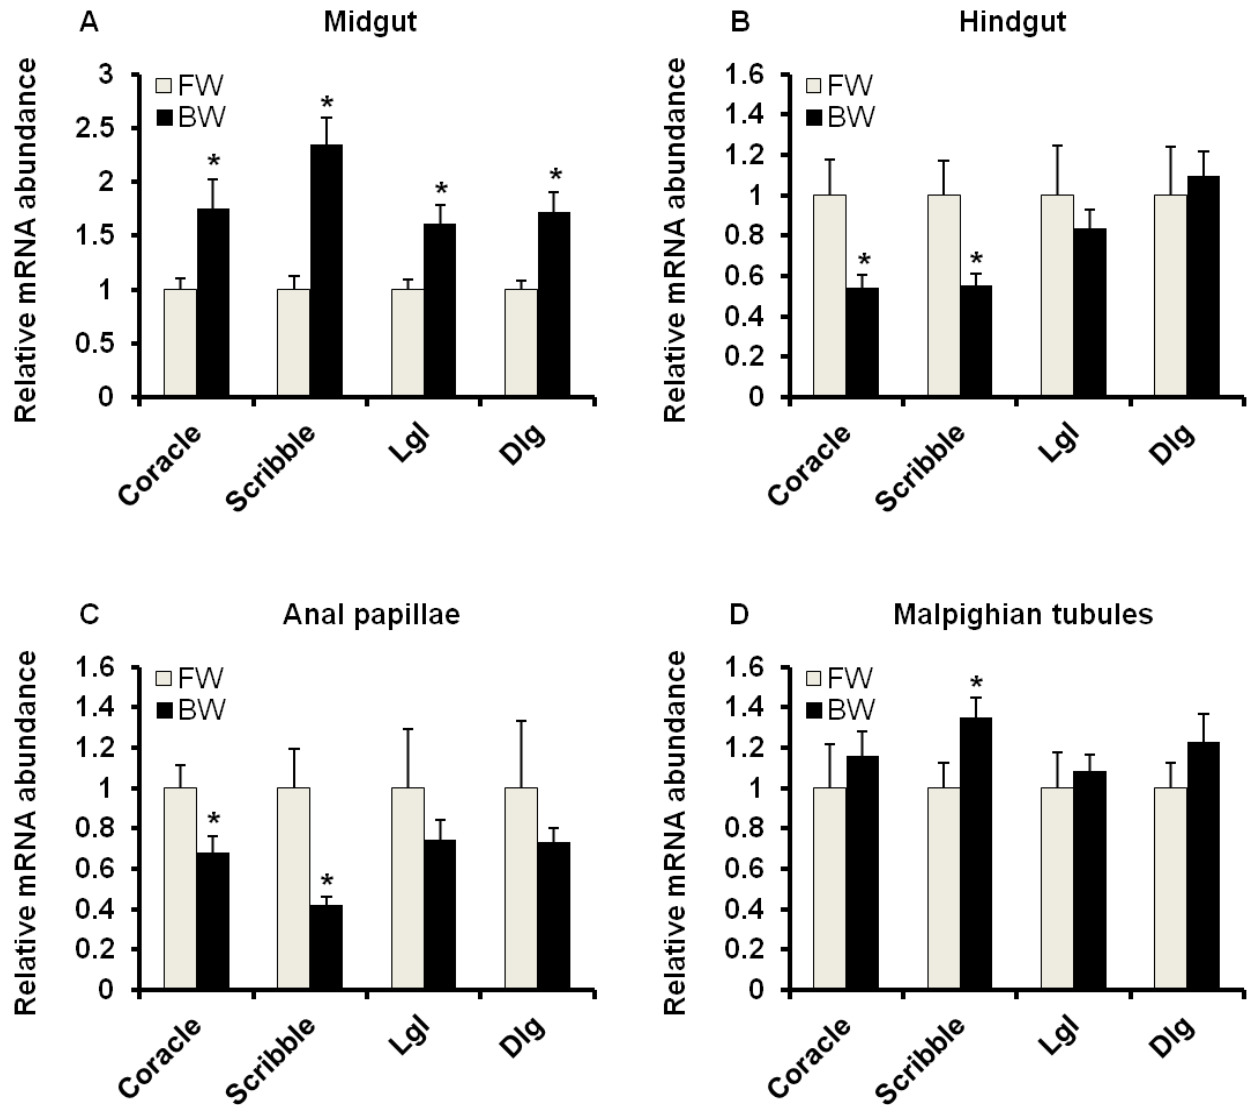 A Midgut
Relative mRNA abundance
3
2.5
2
1.5
1
0.5
0
FW
BW
*
*
*
*
Coracle
Scribble
Lgl
Dlg
B Hindgut
Relative mRNA abundance
1.6
1.4
1.2
1
0.8
0.6
0.4
0.2
0
FW
BW
*
*
Coracle
Scribble
Lgl
Dlg
C Anal papillae
Relative mRNA abundance
1.6
1.4
1.2
1
0.8
0.6
0.4
0.2
0
FW
BW
*
*
Coracle
Scribble
Lgl
Dlg
D Malpighian tubules
Relative mRNA abundance
1.6
1.4
1.2
1
0.8
0.6
0.4
0.2
0
FW
BW
*
Coracle
Scribble
Lgl
Dlg